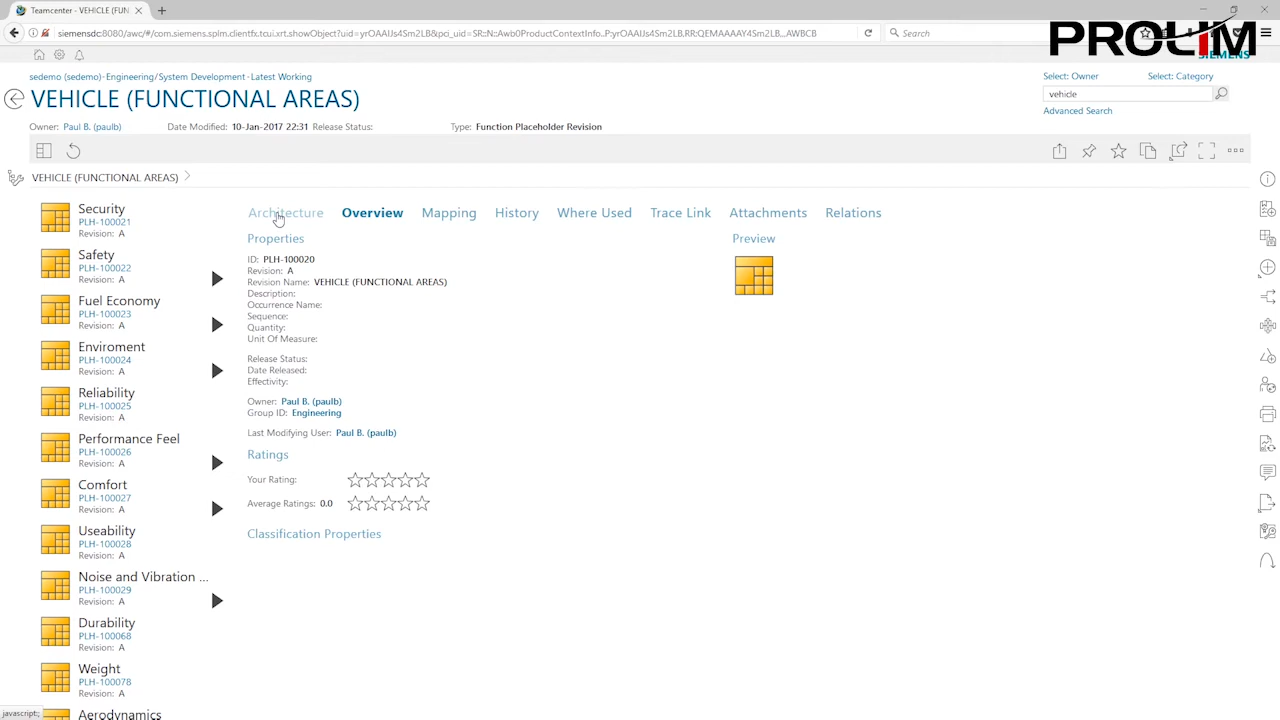 Teamcenter - VEHICLE (FUN...
siemensdc:8080/awc/#/com.siemens.splm.clientfx.tcui.xrt.showObject?uid=yrOAAIJs4Sm2LB&pci_uid=SR::N::Awb0ProductContextInfo..P:yrOAAIJs4Sm2LB,RR:QEMAAAAY4Sm2LB,...,AWBCB
Search
PROLIM
SIEMENS
sedemo (sedemo) - Engineering/System Development - Latest Working
Select: Owner
Select: Category
VEHICLE (FUNCTIONAL AREAS)
vehicle
Advanced Search
Owner: Paul B. (paulb)
Date Modified: 10-Jan-2017 22:31
Release Status:
Type: Function Placeholder Revision
VEHICLE (FUNCTIONAL AREAS)
Security
PLH-100021
Revision: A
Safety
PLH-100022
Revision: A
Fuel Economy
PLH-100023
Revision: A
Enviroment
PLH-100024
Revision: A
Reliability
PLH-100025
Revision: A
Performance Feel
PLH-100026
Revision: A
Comfort
PLH-100027
Revision: A
Useability
PLH-100028
Revision: A
Noise and Vibration ...
PLH-100029
Revision: A
Durability
PLH-100068
Revision: A
Weight
PLH-100078
Revision: A
Aerodynamics
Architecture Overview Mapping History Where Used Trace Link Attachments Relations
Properties
ID: PLH-100020
Revision: A
Revision Name: VEHICLE (FUNCTIONAL AREAS)
Description:
Occurrence Name:
Sequence:
Quantity:
Unit Of Measure:
Release Status:
Date Released:
Effectivity:
Owner: Paul B. (paulb)
Group ID: Engineering
Last Modifying User: Paul B. (paulb)
Ratings
Your Rating:
Average Ratings: 0.0
Classification Properties
Preview
javascript:;